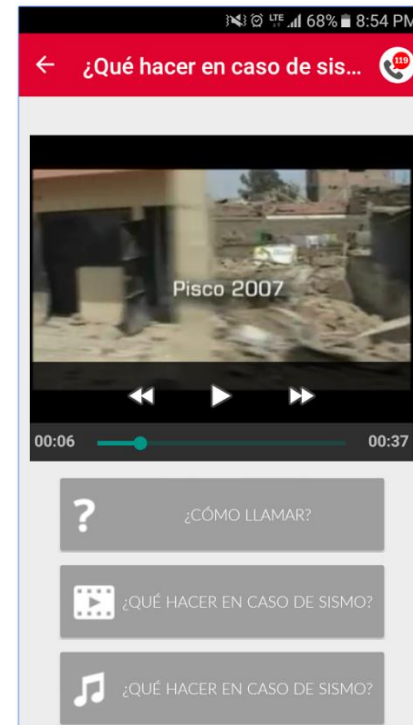 LTE 68% 8:54 PM
¿Qué hacer en caso de sis... 119
Pisco 2007
00:06 00:37
¿CÓMO LLAMAR?
¿QUÉ HACER EN CASO DE SISMO?
¿QUÉ HACER EN CASO DE SISMO?